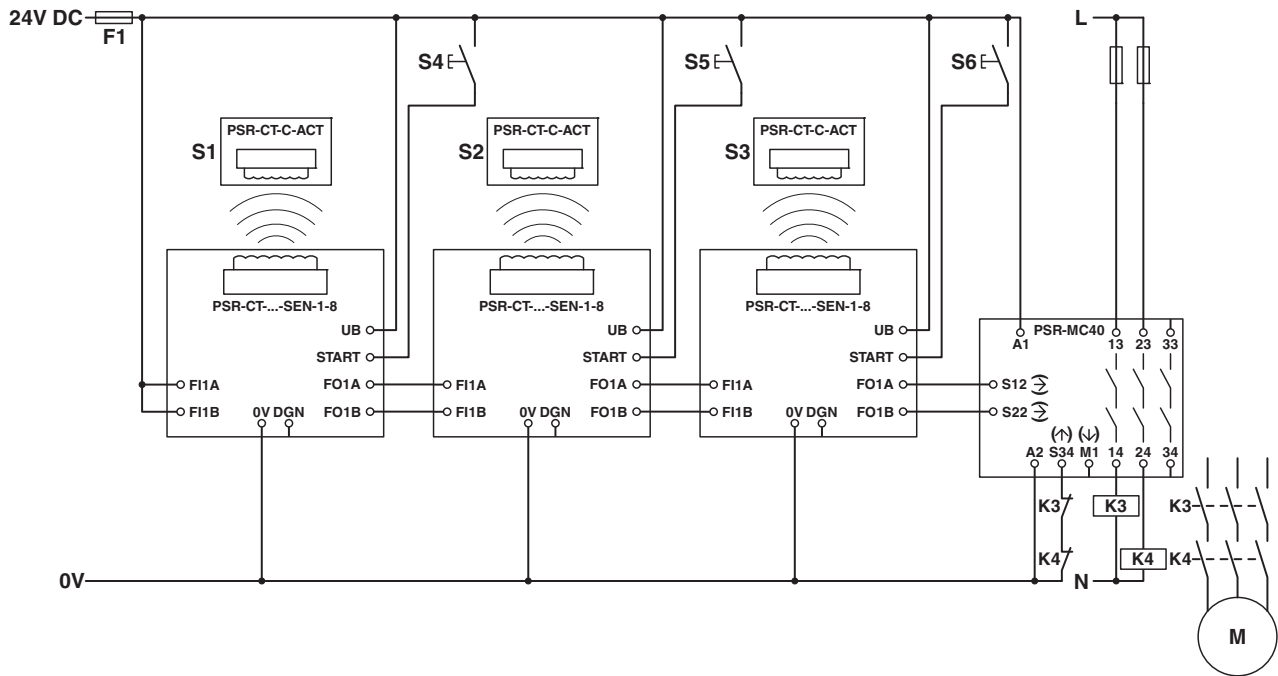 24V DC
F1
L
S4
S5
S6
PSR-CT-C-ACT
S1
PSR-CT-C-ACT
S2
PSR-CT-C-ACT
S3
PSR-CT-...-SEN-1-8
UB
START
FI1A
FO1A
FI1B
0V DGN
FO1B
PSR-CT-...-SEN-1-8
UB
START
FI1A
FO1A
FI1B
0V DGN
FO1B
PSR-CT-...-SEN-1-8
UB
START
FI1A
FO1A
FI1B
0V DGN
FO1B
PSR-MC40
A1 13 23 33
S12
S22
A2 S34 M1 14 24 34
K3
K3
K3
K4
K4
K4
0V
N
M